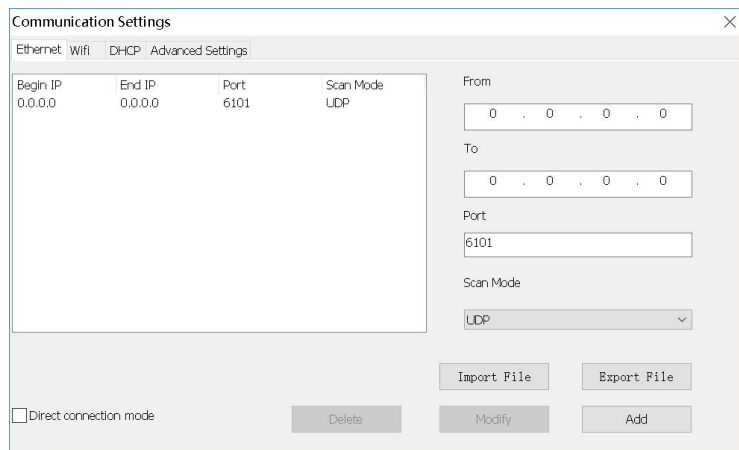 Communication Settings
Ethernet Wifi DHCP Advanced Settings
Begin IP End IP Port Scan Mode
0.0.0.0 0.0.0.0 6101 UDP
From
0 . 0 . 0 . 0
To
0 . 0 . 0 . 0
Port
6101
Scan Mode
UDP
Import File Export File
Direct connection mode Delete Modify Add